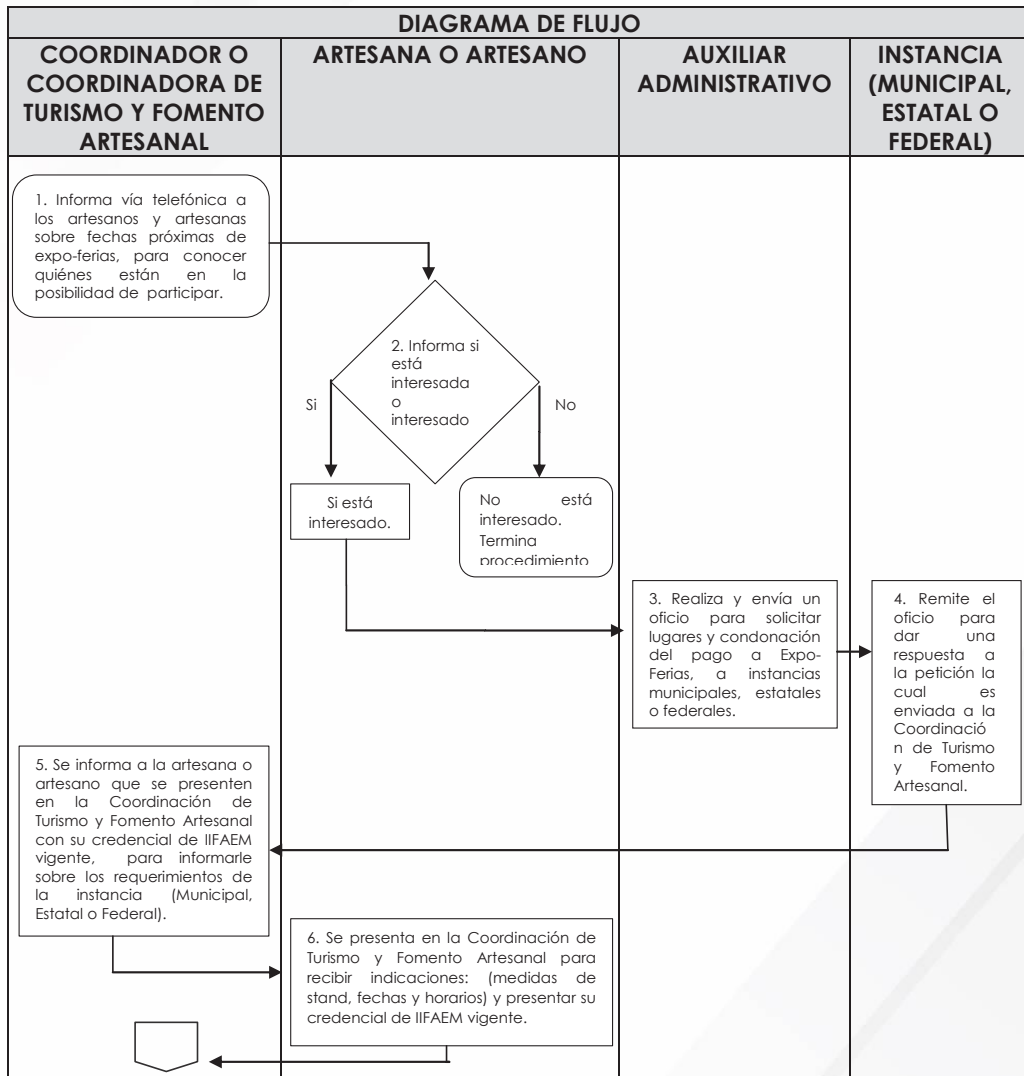 DIAGRAMA DE FLUJO
COORDINADOR O
COORDINADORA DE
TURISMO Y FOMENTO
ARTESANAL
ARTESANA O ARTESANO
AUXILIAR
ADMINISTRATIVO
INSTANCIA
(MUNICIPAL,
ESTATAL O
FEDERAL)
1. Informa vía telefónica a
los artesanos y artesanas
sobre fechas próximas de
expo-ferias, para conocer
quiénes están en la
posibilidad de participar.
2. Informa si
está
interesada
o
interesado
Si
No
Si está
interesado.
No está
interesado.
Termina
procedimiento
3. Realiza y envía un
oficio para solicitar
lugares y condonación
del pago a Expo-
Ferias, a instancias
municipales, estatales
o federales.
4. Remite el
oficio para
dar una
respuesta a
la petición la
cual es
enviada a la
Coordinació
n de Turismo
y Fomento
Artesanal.
5. Se informa a la artesana o
artesano que se presenten
en la Coordinación de
Turismo y Fomento Artesanal
con su credencial de IIFAEM
vigente, para informarle
sobre los requerimientos de
la instancia (Municipal,
Estatal o Federal).
6. Se presenta en la Coordinación de
Turismo y Fomento Artesanal para
recibir indicaciones: (medidas de
stand, fechas y horarios) y presentar su
credencial de IIFAEM vigente.